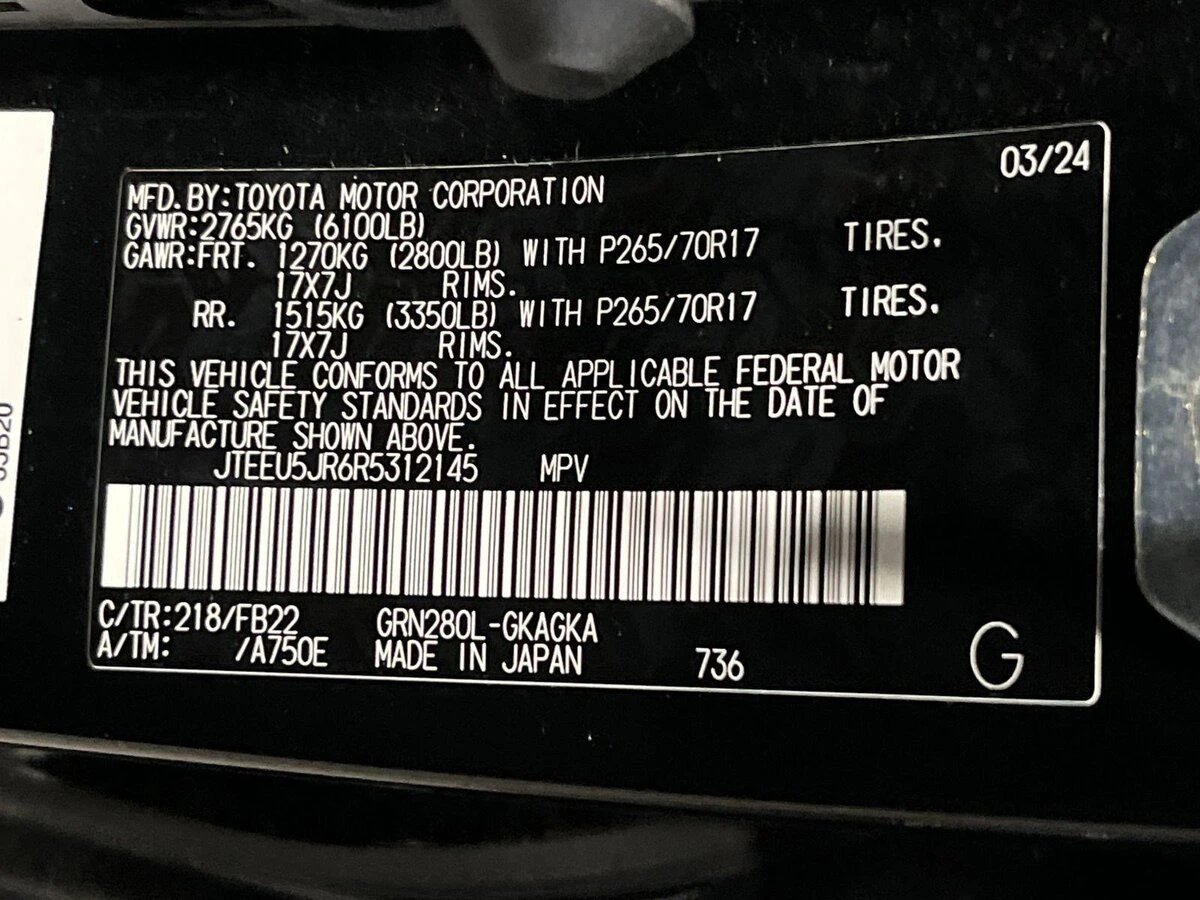 03/24
MFD. BY:TOYOTA MOTOR CORPORATION
GVWR:2765KG (6100LB)
GAWR:FRT. 1270KG (2800LB) WITH P265/70R17 TIRES.
17X7J RIMS.
RR. 1515KG (3350LB) WITH P265/70R17 TIRES.
17X7J RIMS.
THIS VEHICLE CONFORMS TO ALL APPLICABLE FEDERAL MOTOR
VEHICLE SAFETY STANDARDS IN EFFECT ON THE DATE OF
MANUFACTURE SHOWN ABOVE.
JTEEU5JR6R5312145 MPV
C/TR:218/FB22 GRN280L-GKAGKA
A/TM: /A750E MADE IN JAPAN 736
G